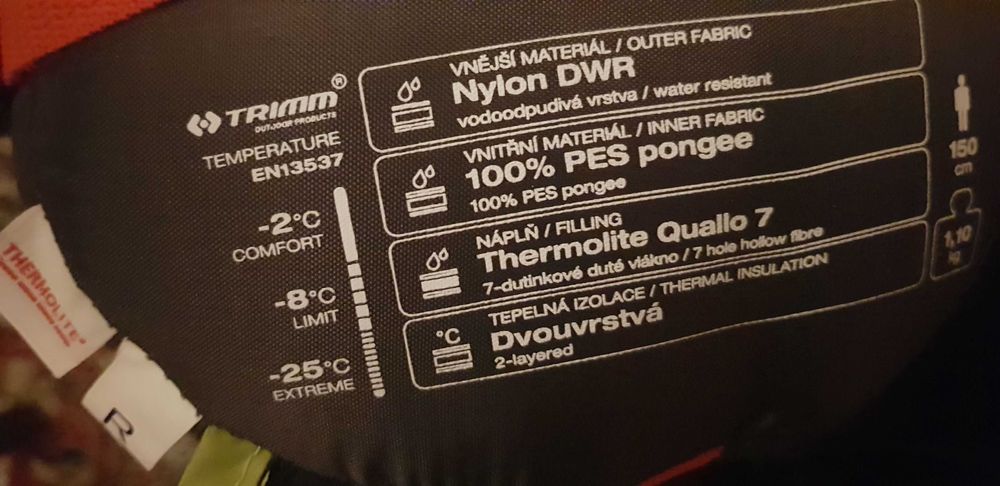 TRIMM®
OUTDOOR PRODUCTS
TEMPERATURE
EN13537
-2°C
COMFORT
-8°C
LIMIT
-25°C
EXTREME
VNĚJŠÍ MATERIÁL / OUTER FABRIC
Nylon DWR
vodoodpudivá vrstva / water resistant
VNITŘNÍ MATERIÁL / INNER FABRIC
100% PES pongee
100% PES pongee
NÁPLŇ / FILLING
Thermolite Quallo 7
7-dutinkové duté vlákno / 7 hole hollow fibre
TEPELNÁ IZOLACE / THERMAL INSULATION
°C
Dvouvrstvá
2-layered
150
cm
1,10
kg
THERMOLITE®
R